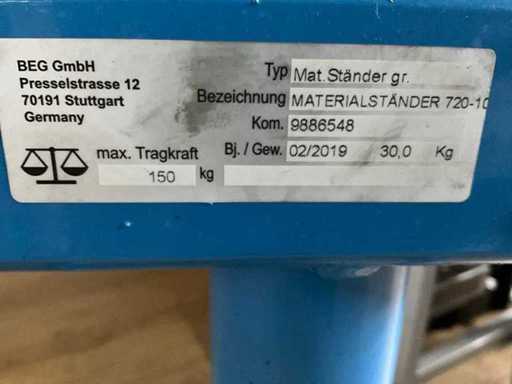 BEG GmbH
Presselstrasse 12
70191 Stuttgart
Germany
Typ Mat.Ständer gr.
Bezeichnung MATERIALSTÄNDER 720-10
Kom. 9886548
Bj. / Gew. 02/2019 30,0 Kg
max. Tragkraft
150 kg